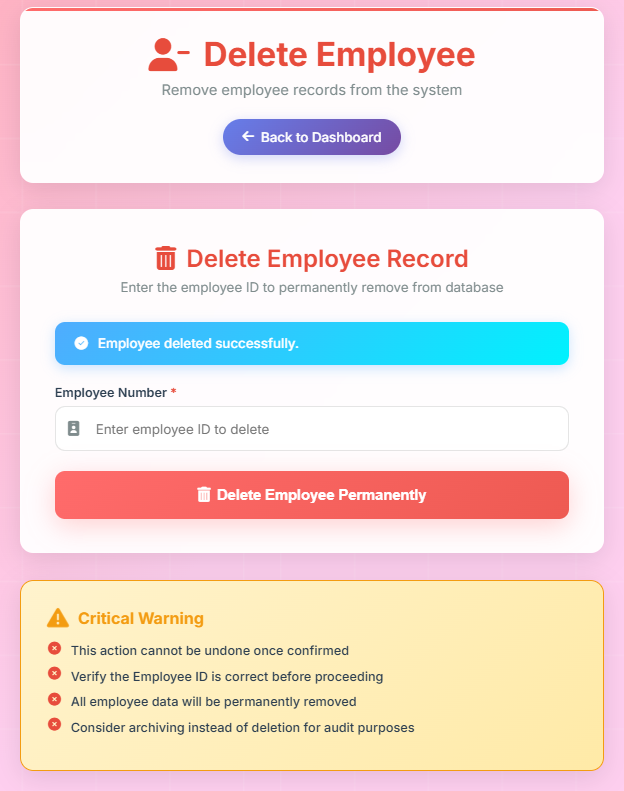 Delete Employee
Remove employee records from the system
Back to Dashboard
Delete Employee Record
Enter the employee ID to permanently remove from database
Employee deleted successfully.
Employee Number *
Enter employee ID to delete
Delete Employee Permanently
Critical Warning
This action cannot be undone once confirmed
Verify the Employee ID is correct before proceeding
All employee data will be permanently removed
Consider archiving instead of deletion for audit purposes